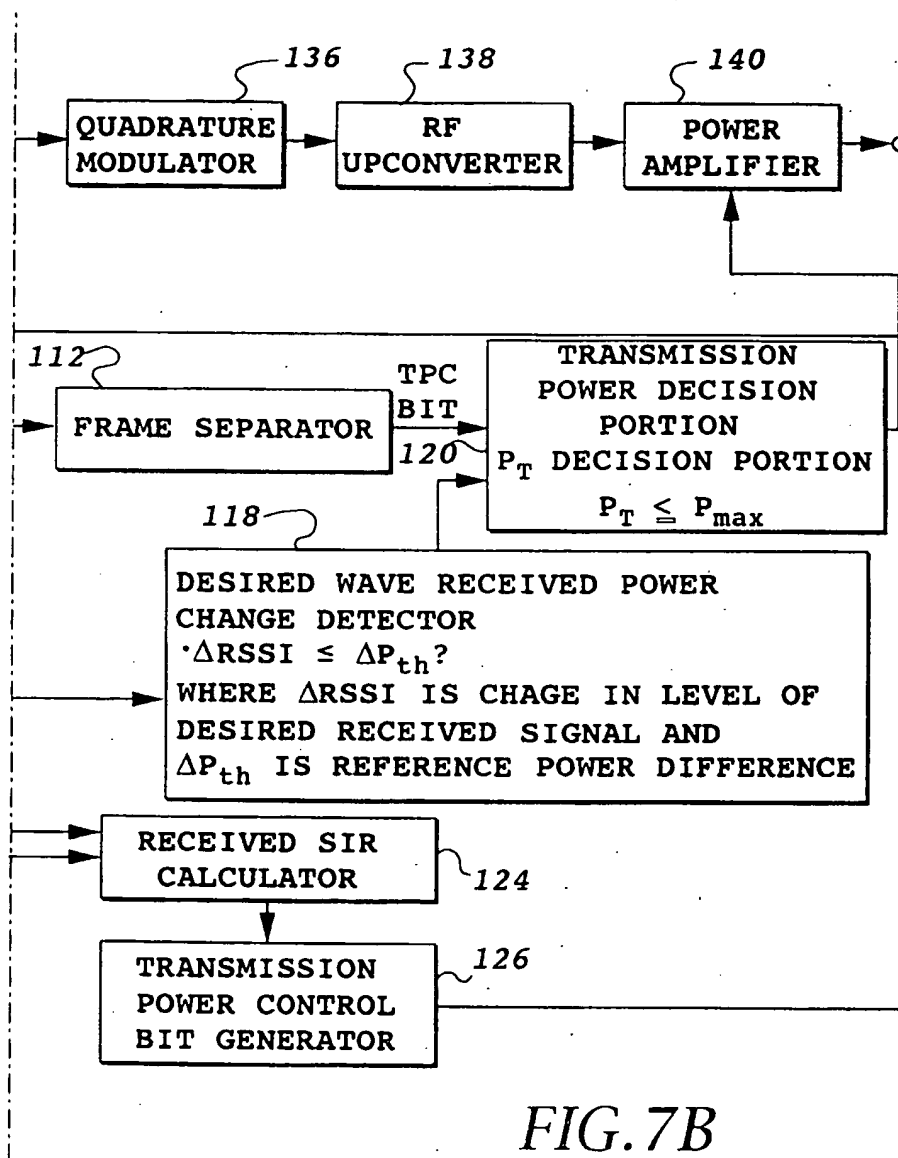 136
138
140
QUADRATURE
MODULATOR
RF
UPCONVERTER
POWER
AMPLIFIER
112
FRAME SEPARATOR
TPC
BIT
120
TRANSMISSION
POWER DECISION
PORTION
P_T DECISION PORTION
P_T ≦ P_max
118
DESIRED WAVE RECEIVED POWER
CHANGE DETECTOR
·ΔRSSI ≤ ΔP_th?
WHERE ΔRSSI IS CHAGE IN LEVEL OF
DESIRED RECEIVED SIGNAL AND
ΔP_th IS REFERENCE POWER DIFFERENCE
RECEIVED SIR
CALCULATOR
124
TRANSMISSION
POWER CONTROL
BIT GENERATOR
126
FIG. 7B